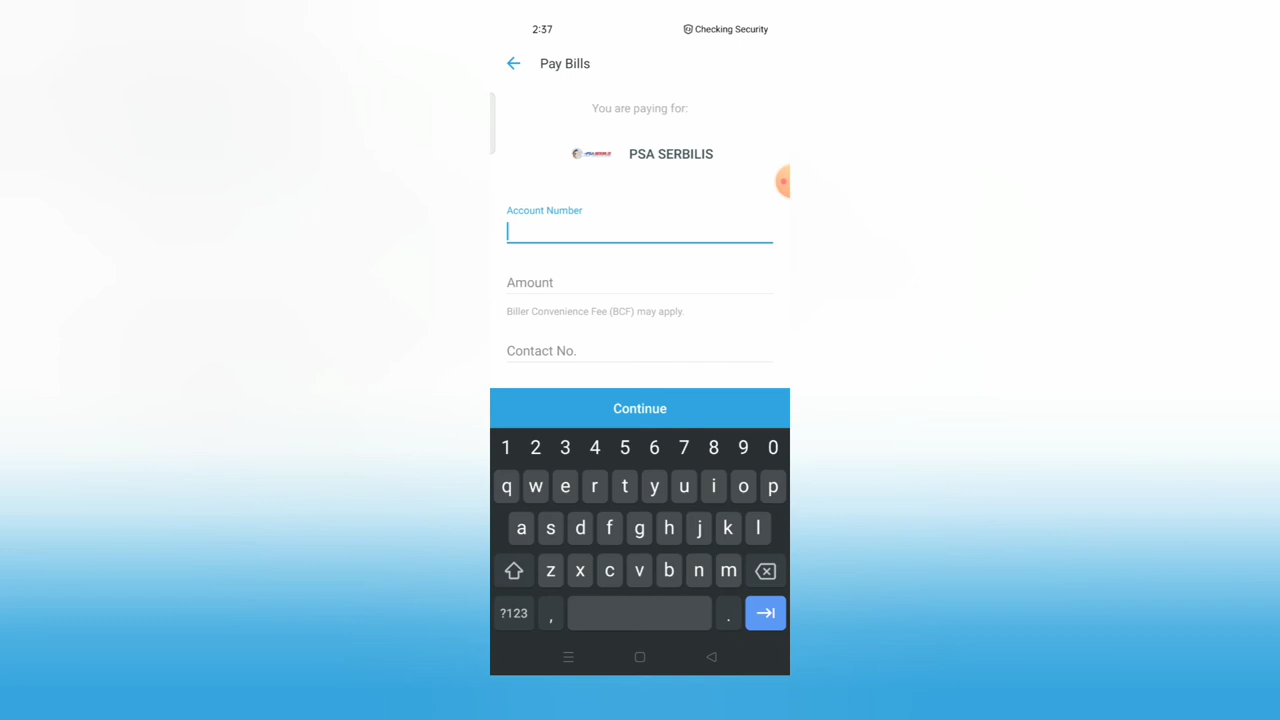 2:37
Checking Security
Pay Bills
You are paying for:
PSA SERBILIS
Account Number
Amount
Biller Convenience Fee (BCF) may apply.
Contact No.
Continue
1 2 3 4 5 6 7 8 9 0
q w e r t y u i o p
a s d f g h j k l
z x c v b n m
?123 , .